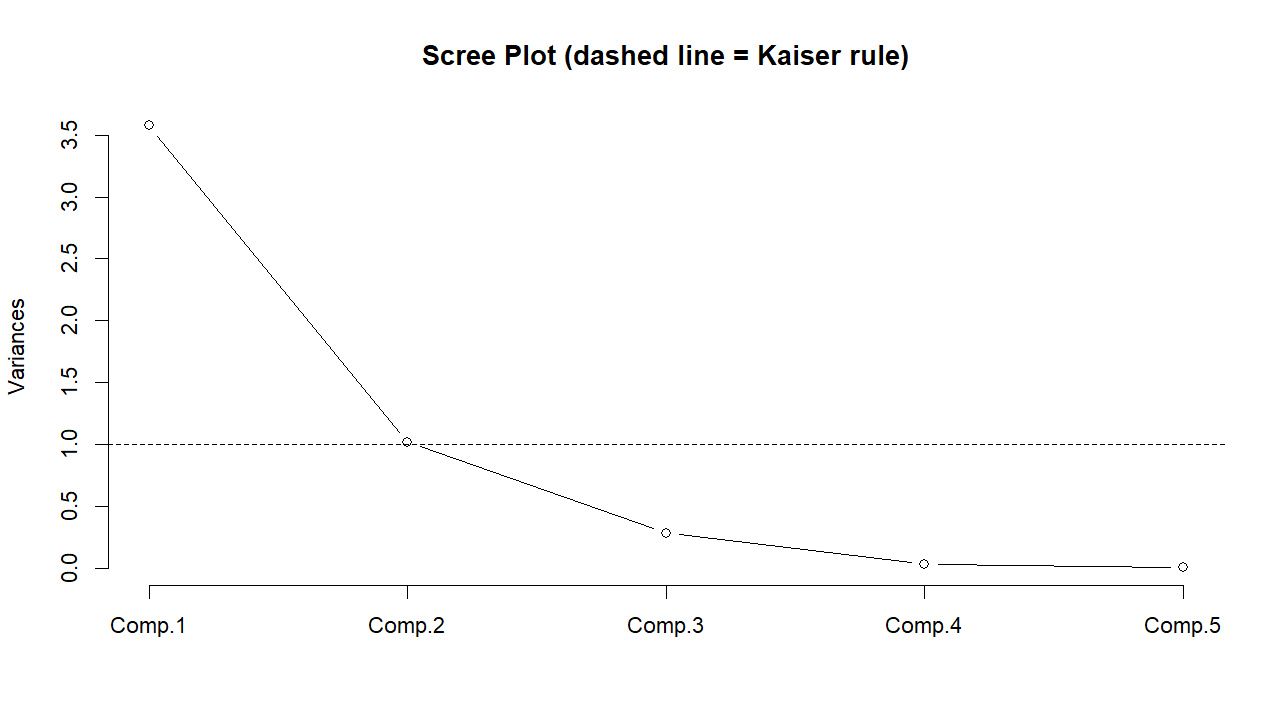 Scree Plot (dashed line = Kaiser rule)
Variances
3.5
3.0
2.5
2.0
1.5
1.0
0.5
0.0
Comp.1 Comp.2 Comp.3 Comp.4 Comp.5